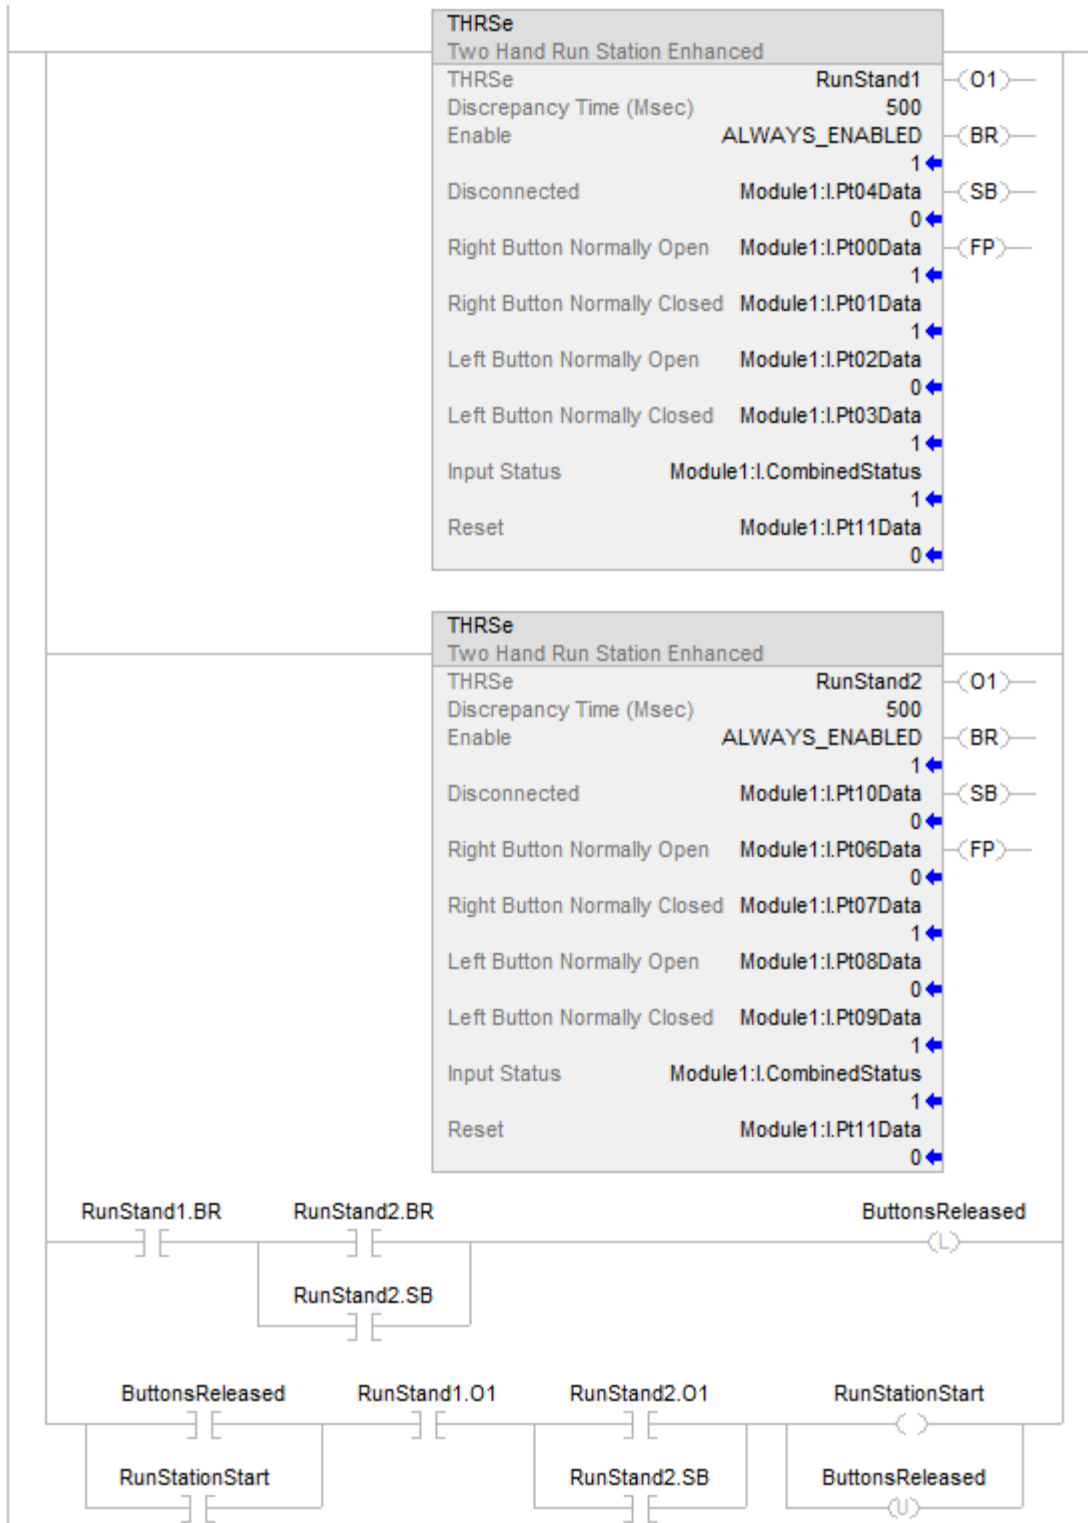 THRSe
Two Hand Run Station Enhanced
THRSe RunStand1 O1
Discrepancy Time (Msec) 500
Enable ALWAYS_ENABLED BR
1
Disconnected Module1:I.Pt04Data SB
0
Right Button Normally Open Module1:I.Pt00Data FP
1
Right Button Normally Closed Module1:I.Pt01Data
1
Left Button Normally Open Module1:I.Pt02Data
0
Left Button Normally Closed Module1:I.Pt03Data
1
Input Status Module1:I.CombinedStatus
1
Reset Module1:I.Pt11Data
0
THRSe
Two Hand Run Station Enhanced
THRSe RunStand2 O1
Discrepancy Time (Msec) 500
Enable ALWAYS_ENABLED BR
1
Disconnected Module1:I.Pt10Data SB
0
Right Button Normally Open Module1:I.Pt06Data FP
0
Right Button Normally Closed Module1:I.Pt07Data
1
Left Button Normally Open Module1:I.Pt08Data
0
Left Button Normally Closed Module1:I.Pt09Data
1
Input Status Module1:I.CombinedStatus
1
Reset Module1:I.Pt11Data
0
RunStand1.BR RunStand2.BR ButtonsReleased
L
RunStand2.SB
ButtonsReleased RunStand1.O1 RunStand2.O1 RunStationStart
RunStationStart RunStand2.SB ButtonsReleased
U